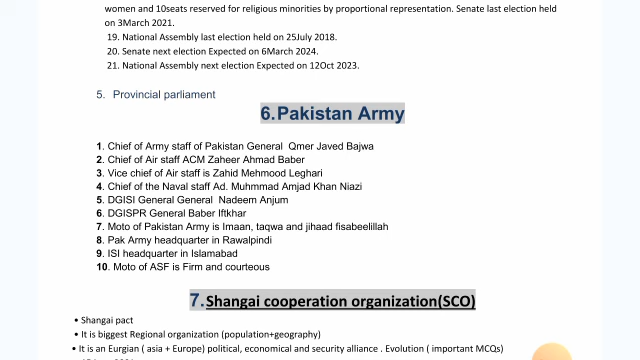 women and 10seats reserved for religious minorities by proportional representation. Senate last election held
on 3March 2021.
19. National Assembly last election held on 25July 2018.
20. Senate next election Expected on 6March 2024.
21. National Assembly next election Expected on 12Oct 2023.
5. Provincial parliament
6.Pakistan Army
1. Chief of Army staff of Pakistan General Qmer Javed Bajwa
2. Chief of Air staff ACM Zaheer Ahmad Baber
3. Vice chief of Air staff is Zahid Mehmood Leghari
4. Chief of the Naval staff Ad. Muhmmad Amjad Khan Niazi
5. DGISI General General Nadeem Anjum
6. DGISPR General Baber Iftkhar
7. Moto of Pakistan Army is Imaan, taqwa and jihaad fisabeelillah
8. Pak Army headquarter in Rawalpindi
9. ISI headquarter in Islamabad
10. Moto of ASF is Firm and courteous
7.Shangai cooperation organization(SCO)
• Shangai pact
• It is biggest Regional organization (population+geography)
• It is an Eurgian ( asia + Europe) political, economical and security alliance . Evolution ( important MCQs)